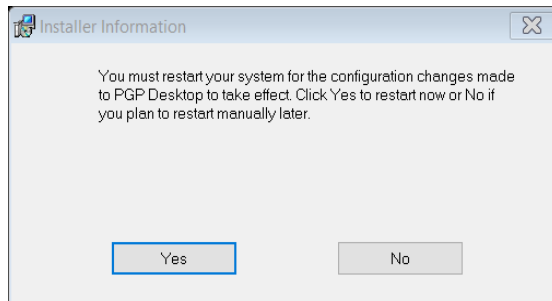 Installer Information
You must restart your system for the configuration changes made
to PGP Desktop to take effect. Click Yes to restart now or No if
you plan to restart manually later.
Yes
No